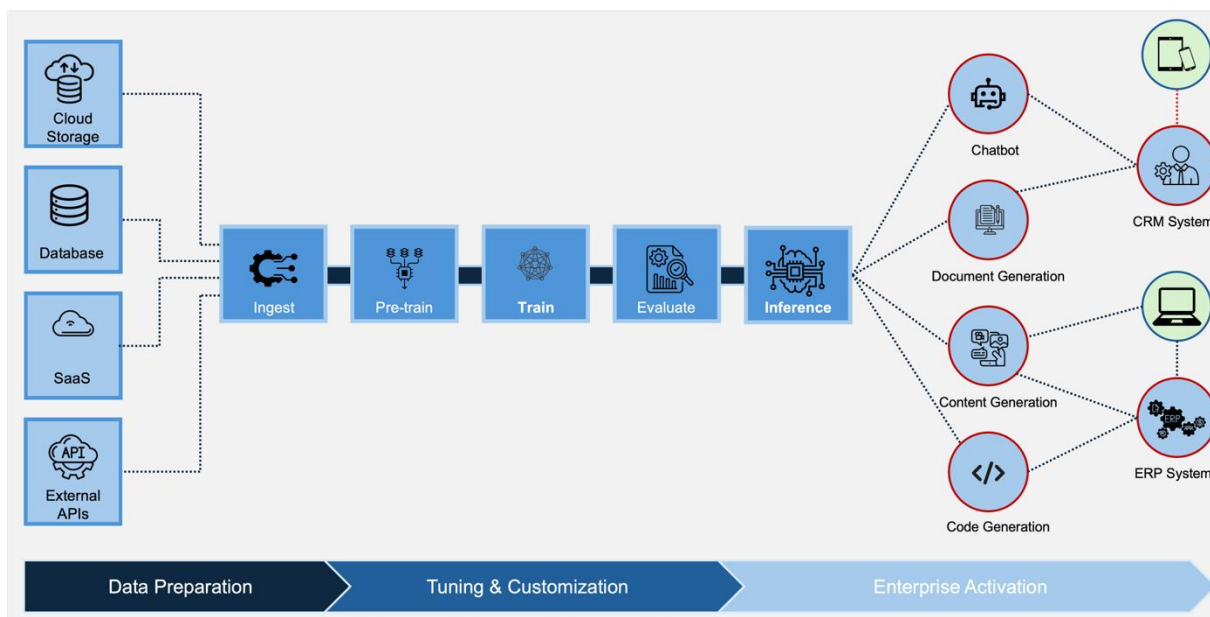 Cloud
Storage
Database
SaaS
API
External
APIs
Ingest
Pre-train
Train
Evaluate
Inference
Chatbot
Document Generation
Content Generation
Code Generation
CRM System
ERP
ERP System
Data Preparation
Tuning & Customization
Enterprise Activation